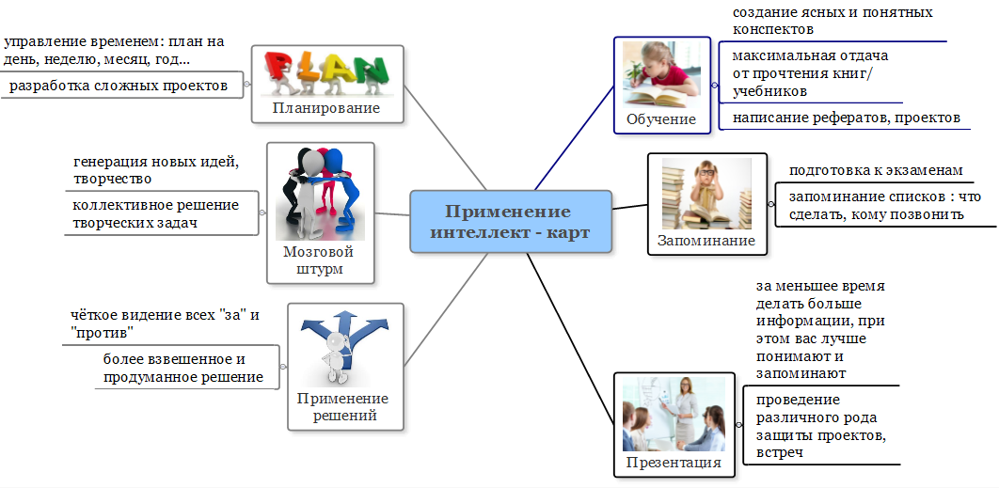 управление временем: план на
день, неделю, месяц, год...
разработка сложных проектов
PLAN
Планирование
генерация новых идей,
творчество
коллективное решение
творческих задач
Мозговой
штурм
чёткое видение всех "за" и
"против"
более взвешенное и
продуманное решение
Применение
решений
Применение
интеллект - карт
создание ясных и понятных
конспектов
максимальная отдача
от прочтения книг/
учебников
написание рефератов, проектов
Обучение
подготовка к экзаменам
запоминание списков : что
сделать, кому позвонить
Запоминание
за меньшее время
делать больше
информации, при
этом вас лучше
понимают и
запоминают
проведение
различного рода
защиты проектов,
встреч
Презентация